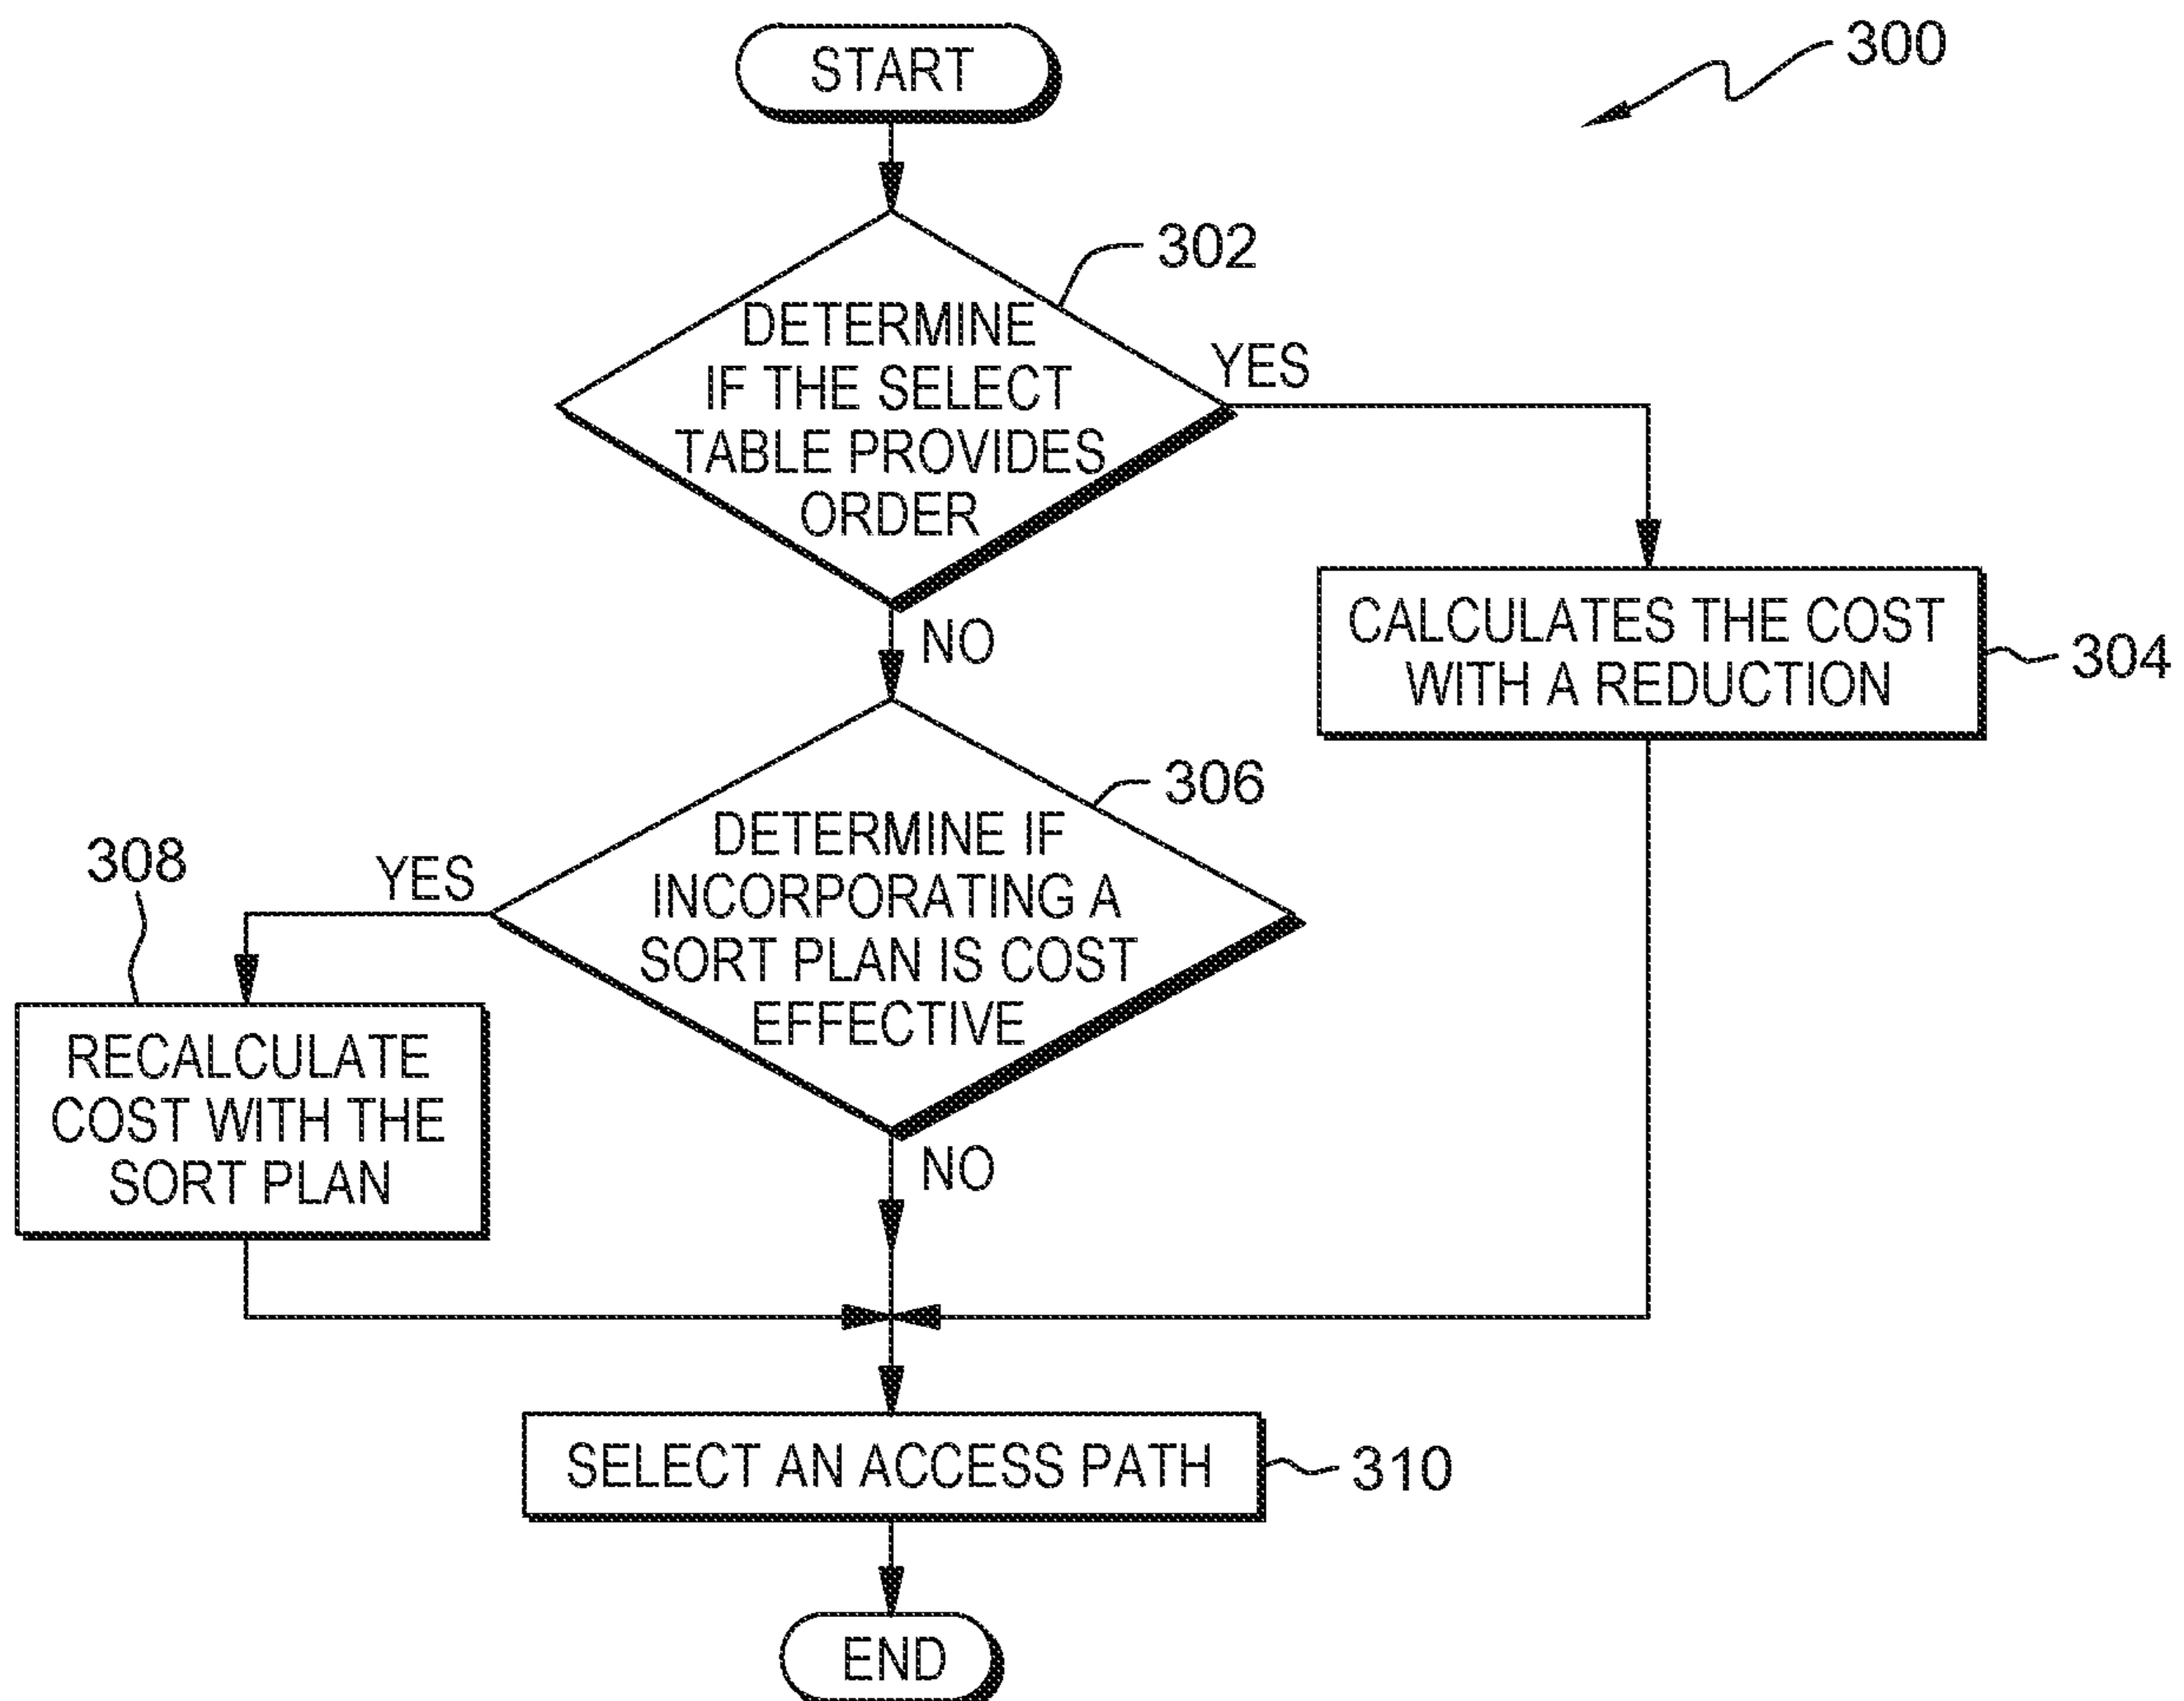 START
300
302
DETERMINE
IF THE SELECT
TABLE PROVIDES
ORDER
YES
NO
CALCULATES THE COST
WITH A REDUCTION
304
306
DETERMINE IF
INCORPORATING A
SORT PLAN IS COST
EFFECTIVE
YES
308
RECALCULATE
COST WITH THE
SORT PLAN
NO
SELECT AN ACCESS PATH
310
END